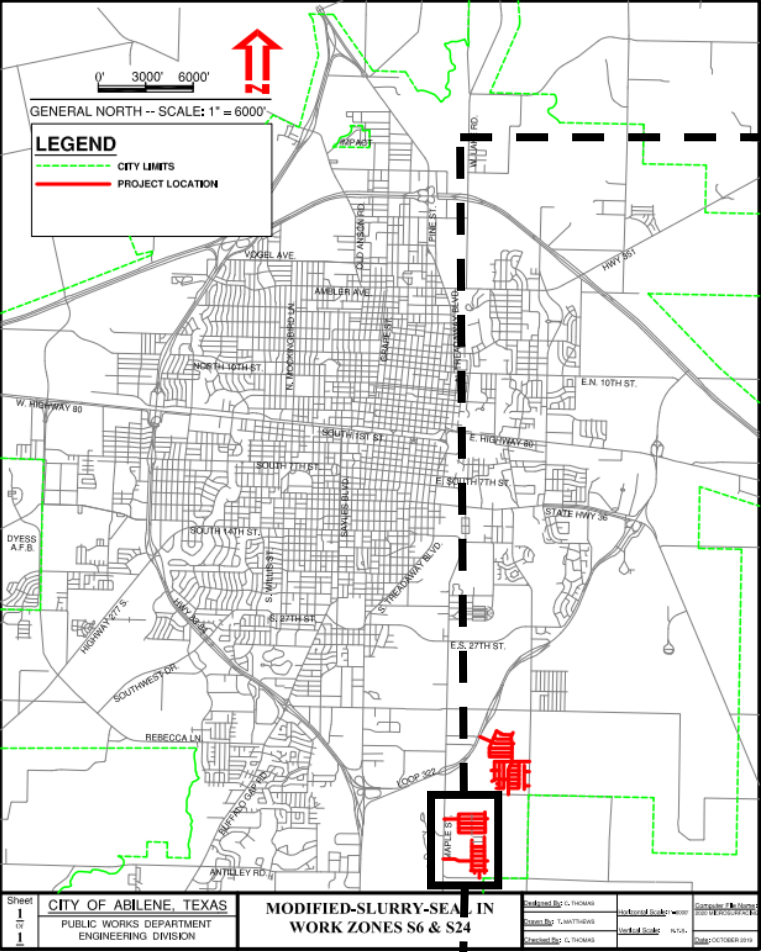 0' 3000' 6000'
N
GENERAL NORTH -- SCALE: 1" = 6000'
LEGEND
CITY LIMITS
PROJECT LOCATION
IMPACT
OLD ANSON RD.
PINE ST.
VOGEL AVE.
HWY 351
AMBLER AVE.
N. MOCKINGBIRD LN.
GRAPE ST.
NORTH 10TH ST.
E.N. 10TH ST.
W. HIGHWAY 80
SOUTH 1ST ST.
E. HIGHWAY 80
SOUTH 7TH ST.
E. SOUTH 7TH ST.
SAYLES BLVD.
STATE HWY 36
SOUTH 14TH ST.
DYESS
A.F.B.
S. WILLIS ST.
S. TREADAWAY BLVD.
HIGHWAY 277 S.
HWY 83-84
S. 27TH ST.
E.S. 27TH ST.
SOUTHWEST DR.
REBECCA LN.
LOOP 322
BUFFALO GAP RD.
MAPLE S
ANTILLEY RD.
Sheet
1
OF
1
CITY OF ABILENE, TEXAS
PUBLIC WORKS DEPARTMENT
ENGINEERING DIVISION
MODIFIED-SLURRY-SEAL IN
WORK ZONES S6 & S24
Designed By: C. THOMAS
Drawn By: T. MATTHEWS
Checked By: C. THOMAS
Horizontal Scale:
Vertical Scale: N.T.S.
Computer File Name:
Date: OCTOBER 2019